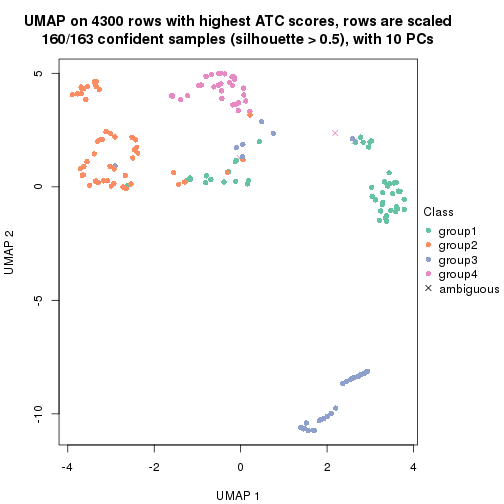 UMAP on 4300 rows with highest ATC scores, rows are scaled
160/163 confident samples (silhouette > 0.5), with 10 PCs
5
0
-5
-10
UMAP 2
-4
-2
0
2
4
UMAP 1
Class
group1
group2
group3
group4
ambiguous